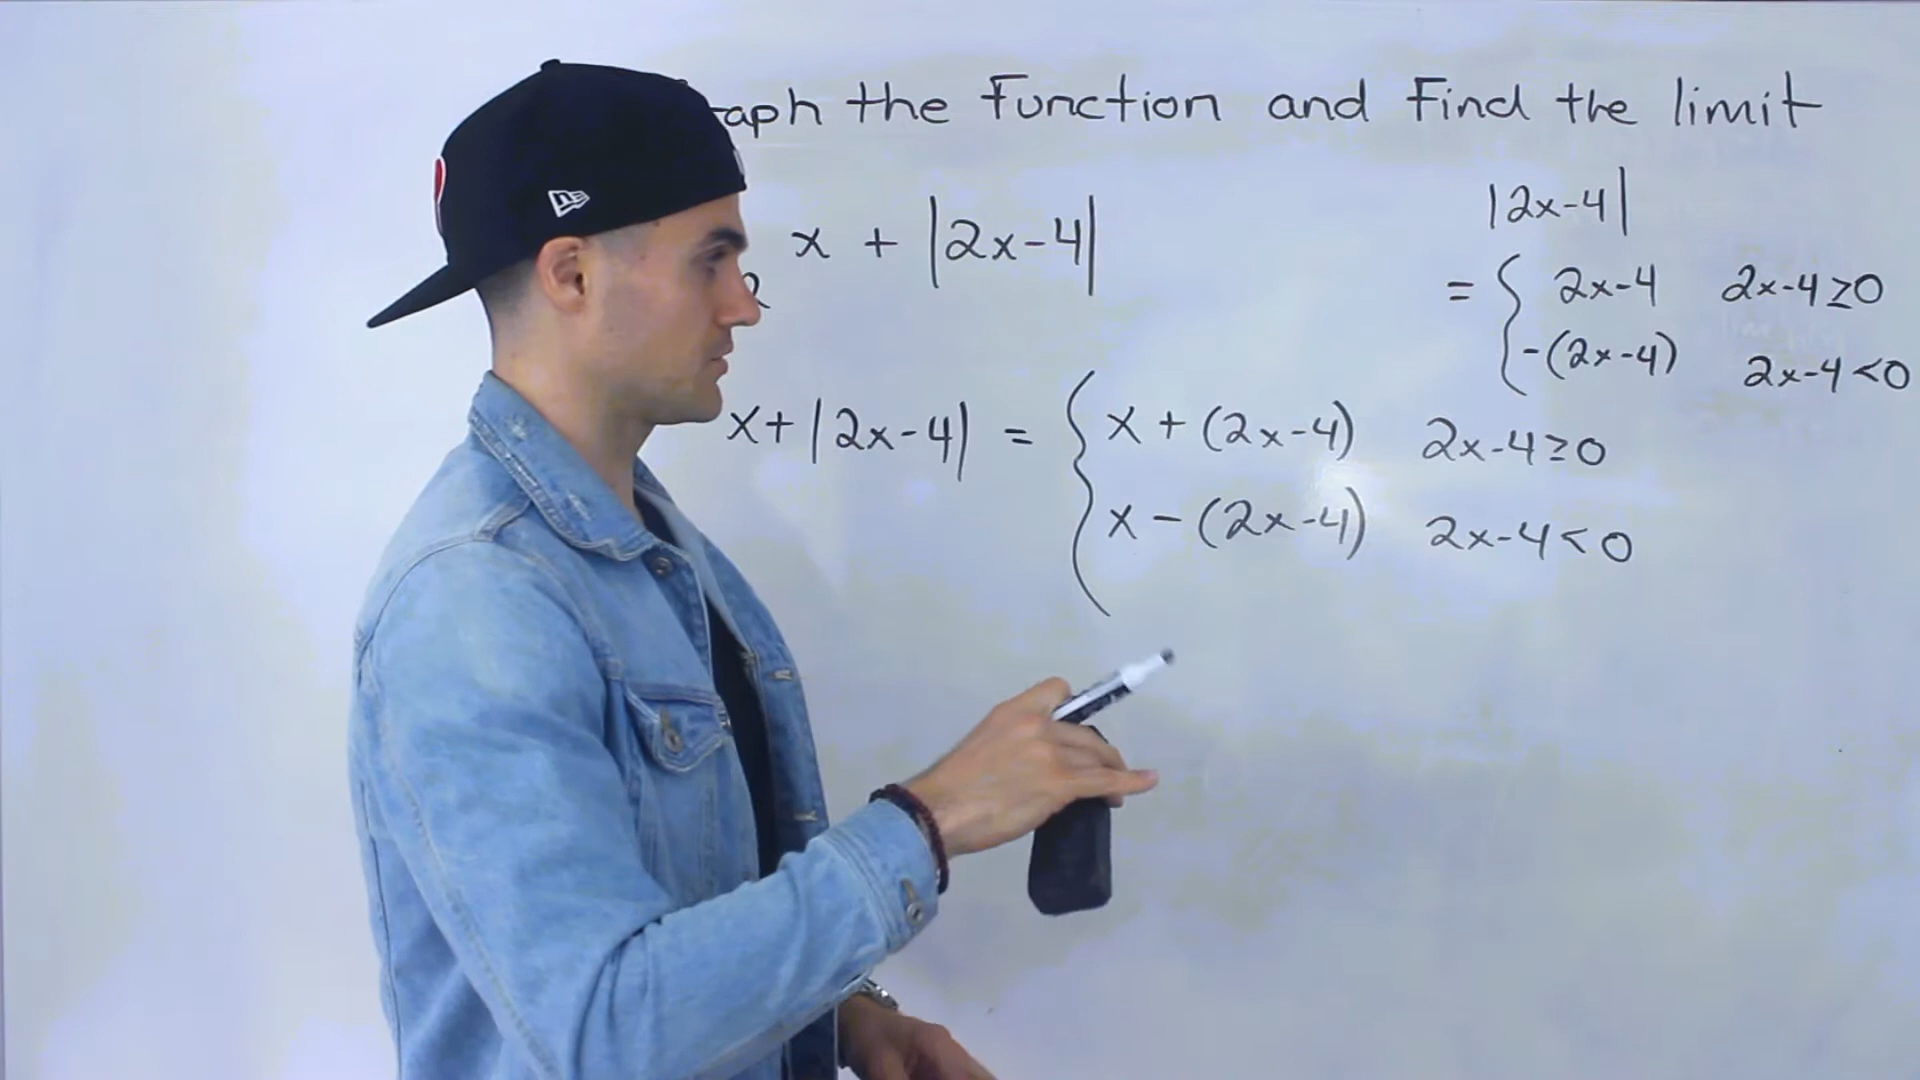 aph the Function and Find the limit
x + |2x-4|
|2x-4|
= { 2x-4 2x-4≥0
-(2x-4) 2x-4<0
x+|2x-4| = { x + (2x-4) 2x-4≥0
x - (2x-4) 2x-4<0